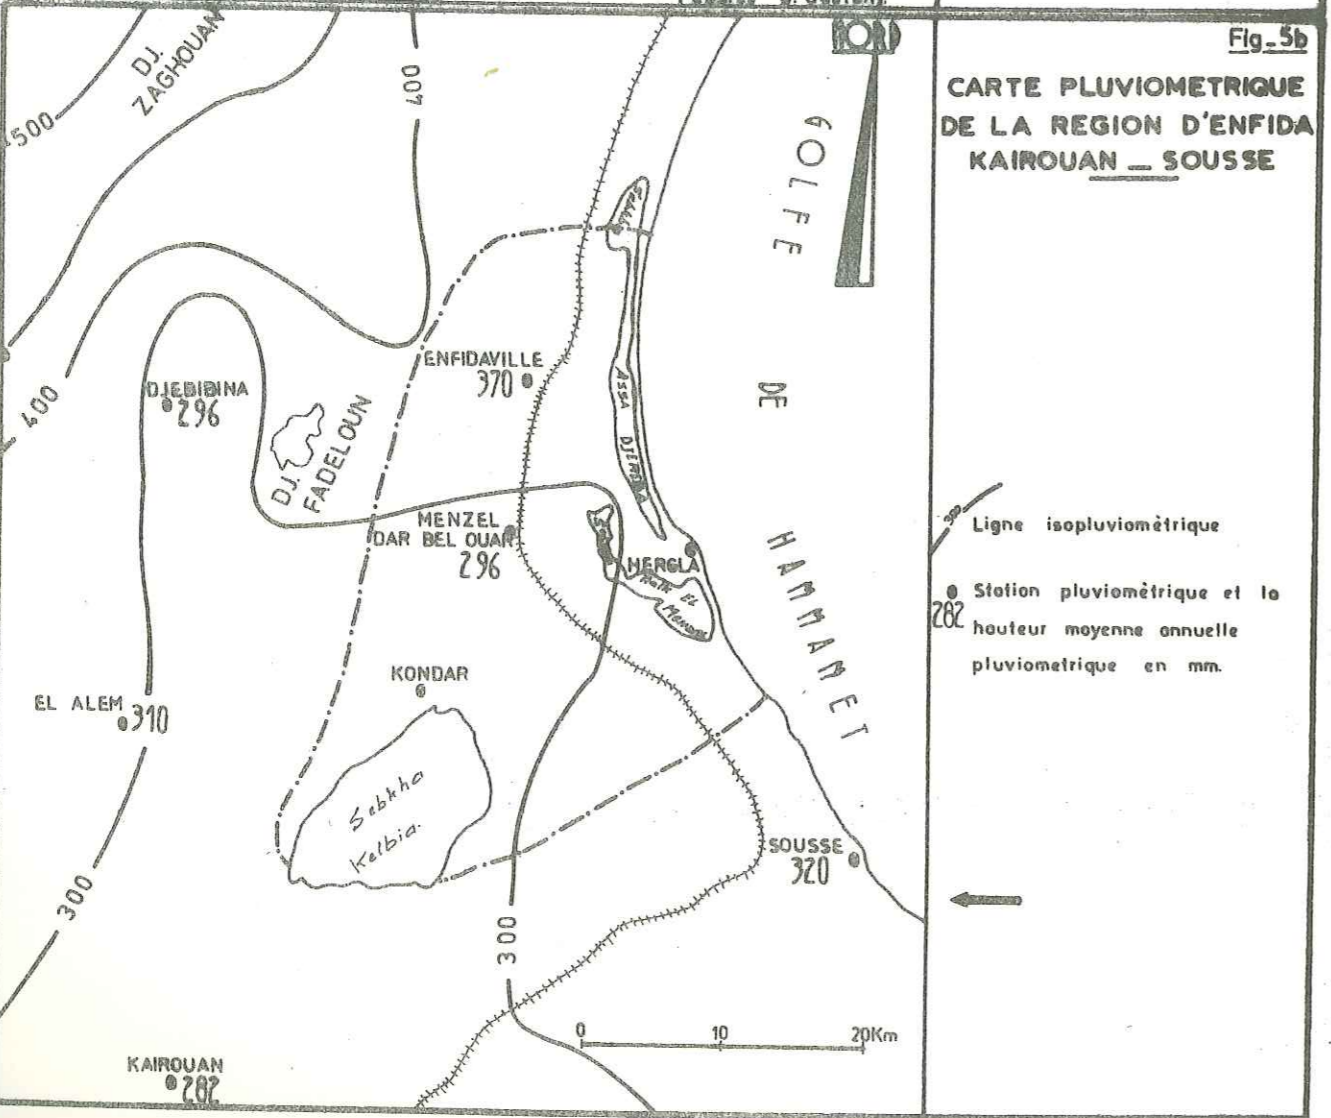 NORD
Fig_5b
CARTE PLUVIOMETRIQUE
DE LA REGION D'ENFIDA
KAIROUAN _ SOUSSE
DJ.
ZAGHOUAN
500
400
400
GOLFE
DE
HAMMAMET
ENFIDAVILLE
370
DJEBIBINA
296
DJ.
FADELOUN
ASSA
DJERIBA
MENZEL
DAR BEL OUAR
296
HERGLA
Halk El
Menzel
KONDAR
EL ALEM
310
Sebkha
Kelbia.
SOUSSE
320
300
300
KAIROUAN
282
0 10 20Km
300
Ligne isopluviomètrique
282
Station pluviomètrique et la
hauteur moyenne annuelle
pluviometrique en mm.